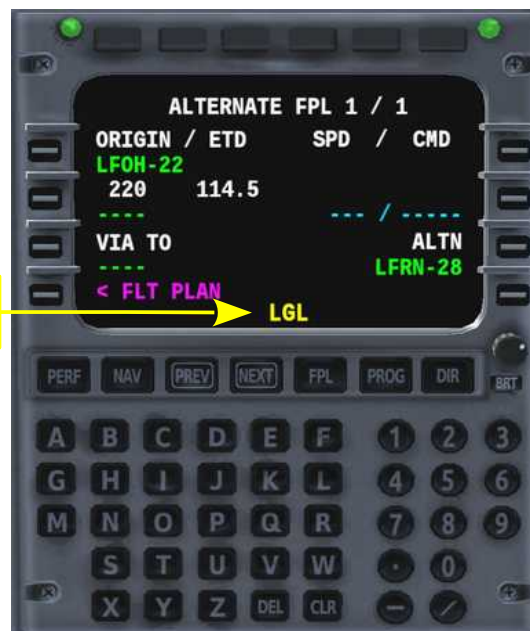 ALTERNATE FPL 1 / 1
ORIGIN / ETD SPD / CMD
LFOH-22
220 114.5
---- --- / -----
VIA TO ALTN
---- LFRN-28
< FLT PLAN
LGL
PERF NAV PREV NEXT FPL PROG DIR BRT
A B C D E F 1 2 3
G H I J K L 4 5 6
M N O P Q R 7 8 9
S T U V W · 0
X Y Z DEL CLR − /